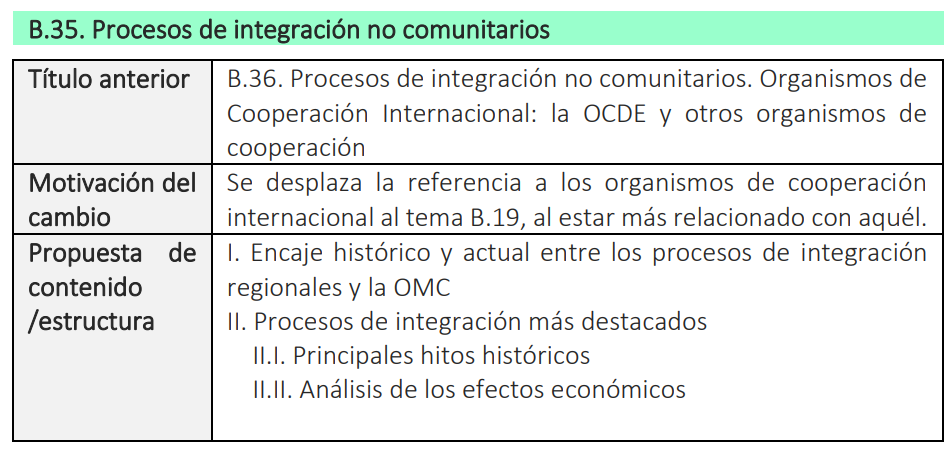 B.35. Procesos de integración no comunitarios
Título anterior
B.36. Procesos de integración no comunitarios. Organismos de
Cooperación Internacional: la OCDE y otros organismos de
cooperación
Motivación del
cambio
Se desplaza la referencia a los organismos de cooperación
internacional al tema B.19, al estar más relacionado con aquél.
Propuesta de
contenido
/estructura
I. Encaje histórico y actual entre los procesos de integración
regionales y la OMC
II. Procesos de integración más destacados
II.I. Principales hitos históricos
II.II. Análisis de los efectos económicos